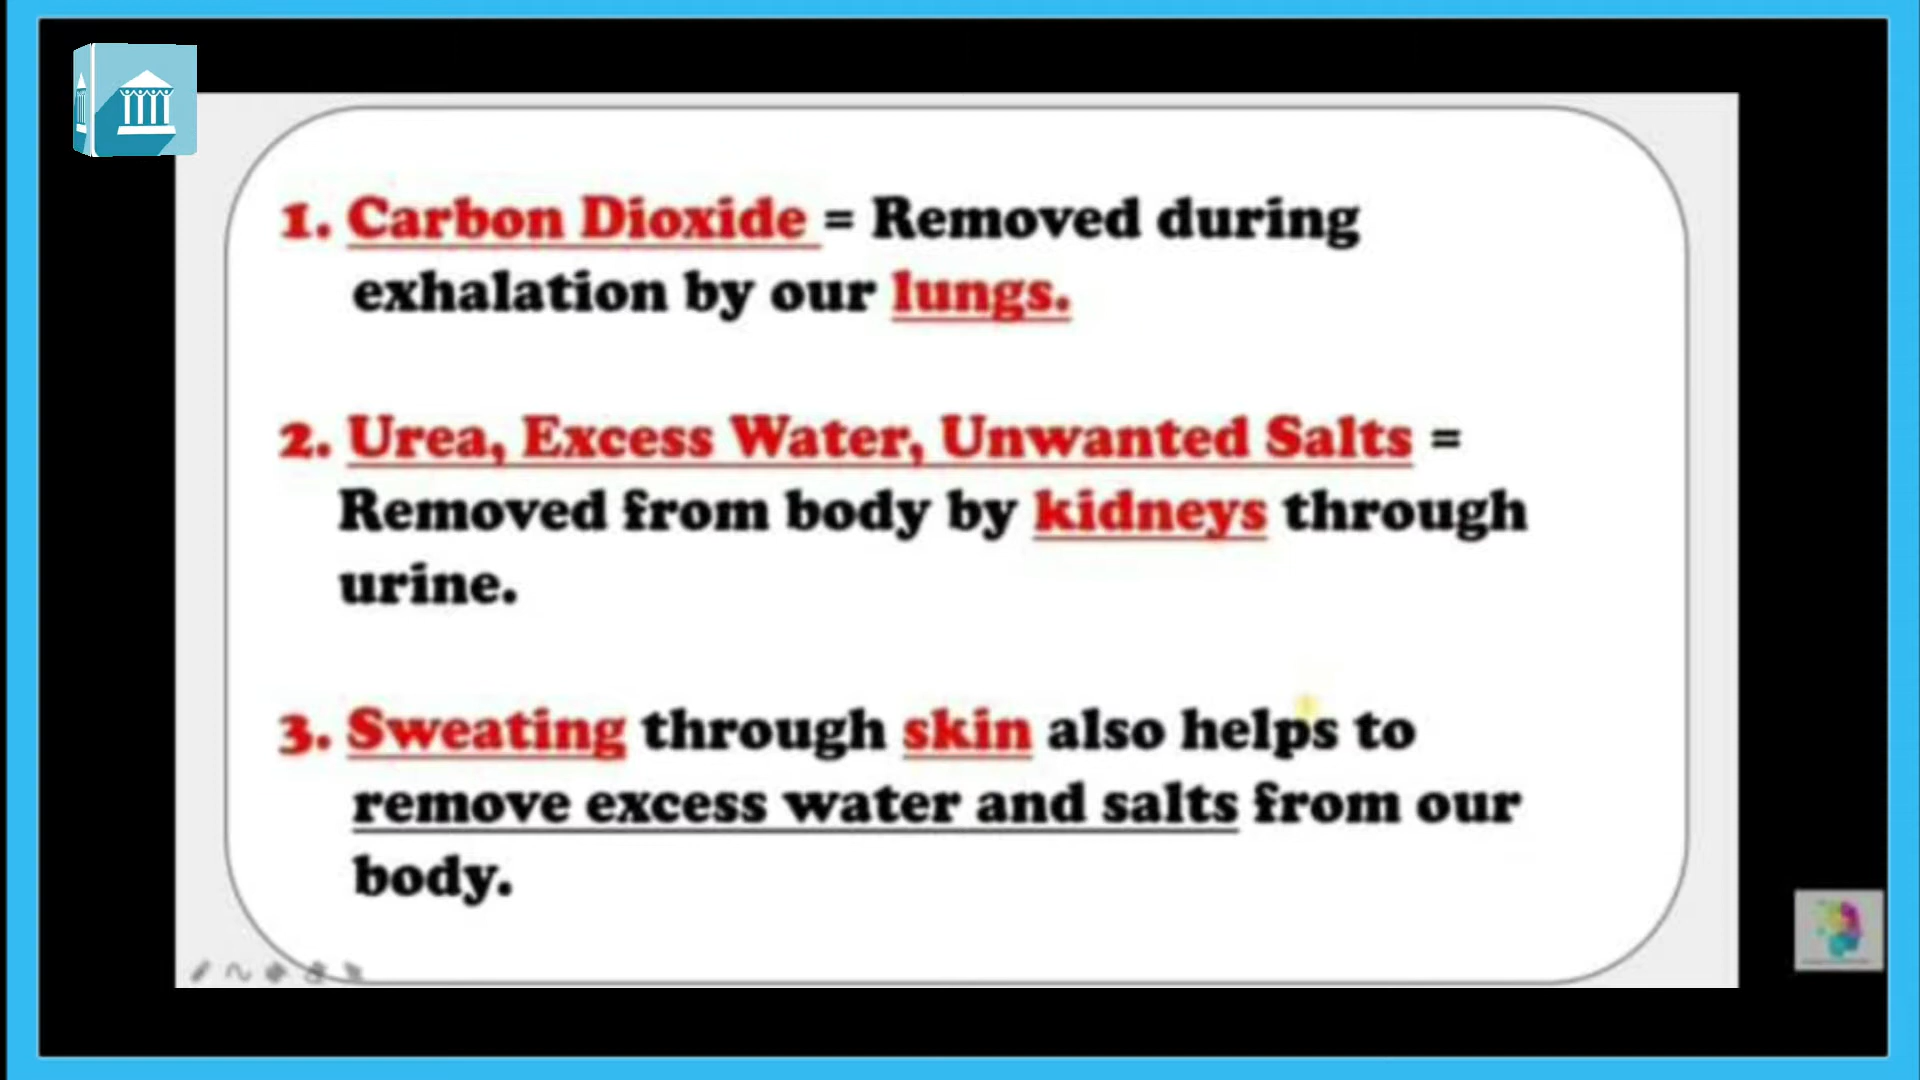 1. Carbon Dioxide = Removed during
exhalation by our lungs.
2. Urea, Excess Water, Unwanted Salts =
Removed from body by kidneys through
urine.
3. Sweating through skin also helps to
remove excess water and salts from our
body.